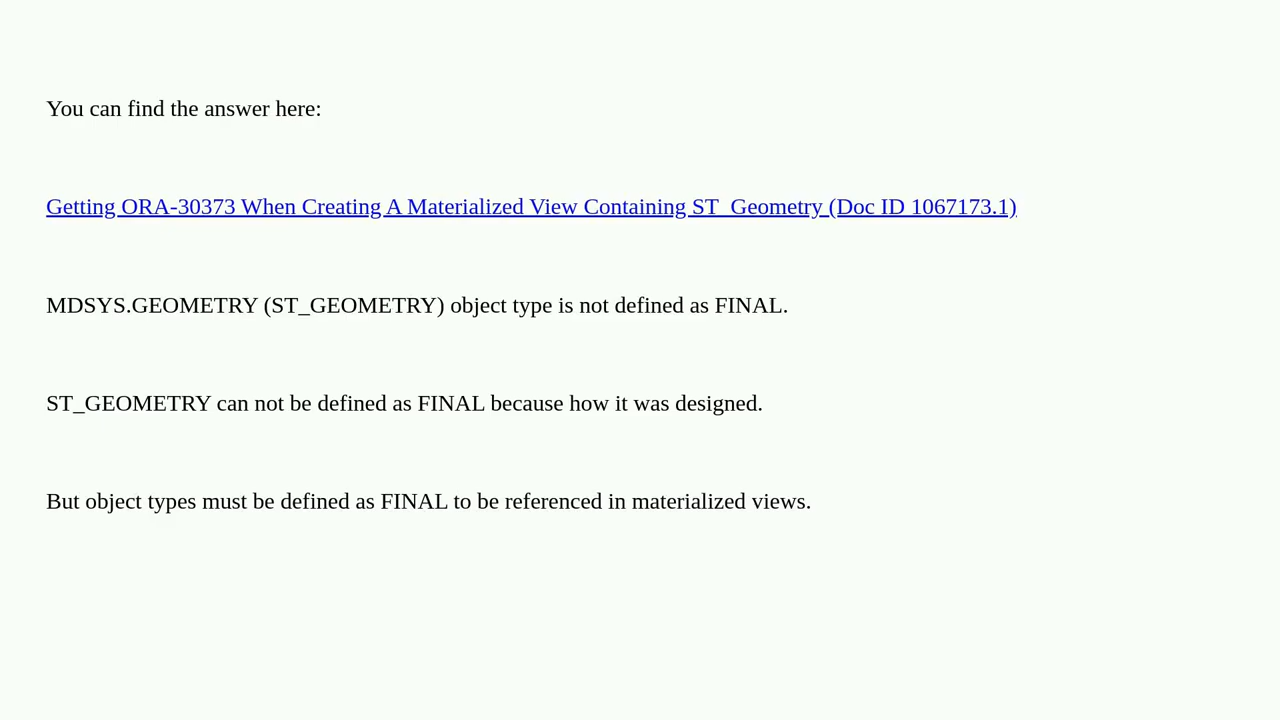 You can find the answer here:
Getting ORA-30373 When Creating A Materialized View Containing ST_Geometry (Doc ID 1067173.1)
MDSYS.GEOMETRY (ST_GEOMETRY) object type is not defined as FINAL.
ST_GEOMETRY can not be defined as FINAL because how it was designed.
But object types must be defined as FINAL to be referenced in materialized views.